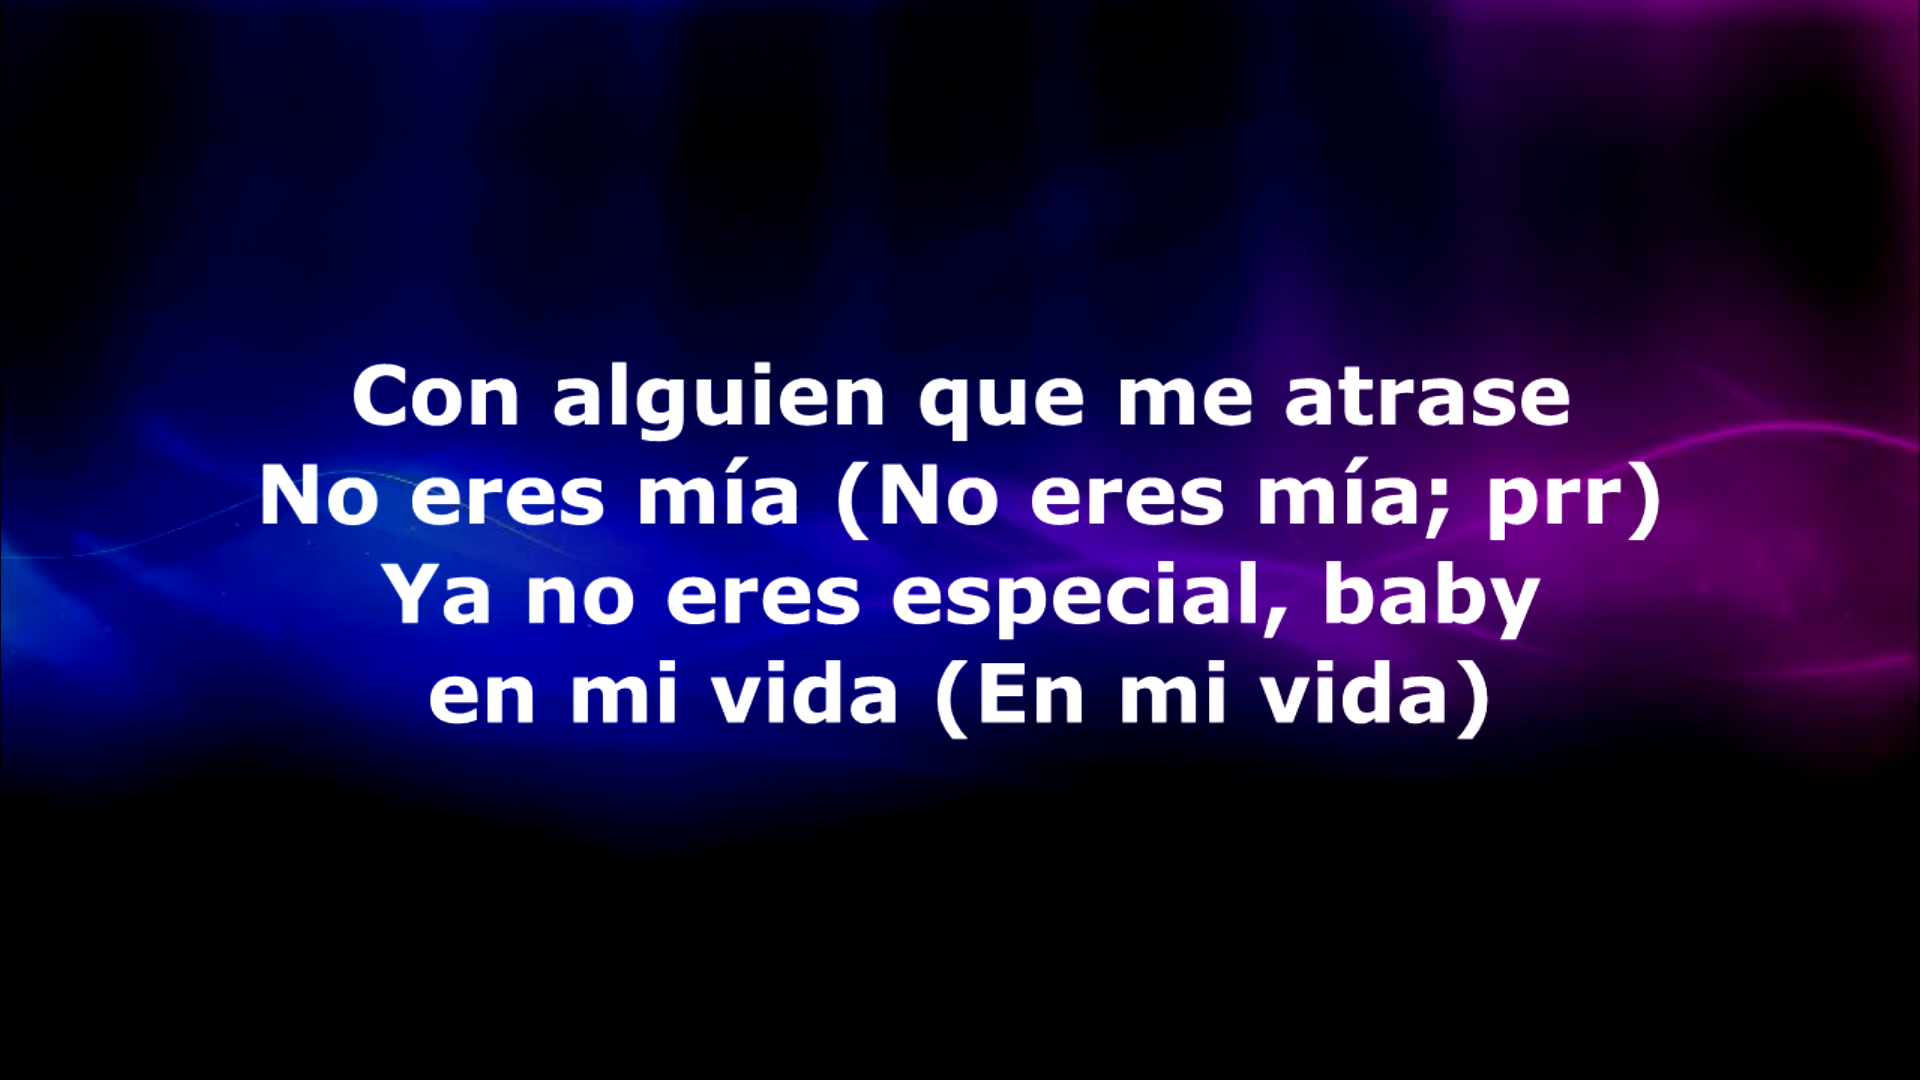 Con alguien que me atrase
No eres mía (No eres mía; prr)
Ya no eres especial, baby
en mi vida (En mi vida)